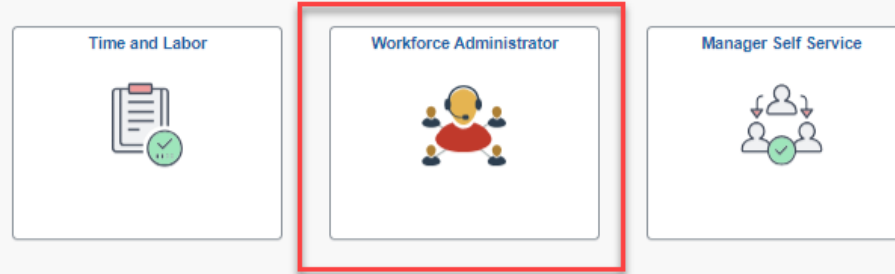 Time and Labor
Workforce Administrator
Manager Self Service